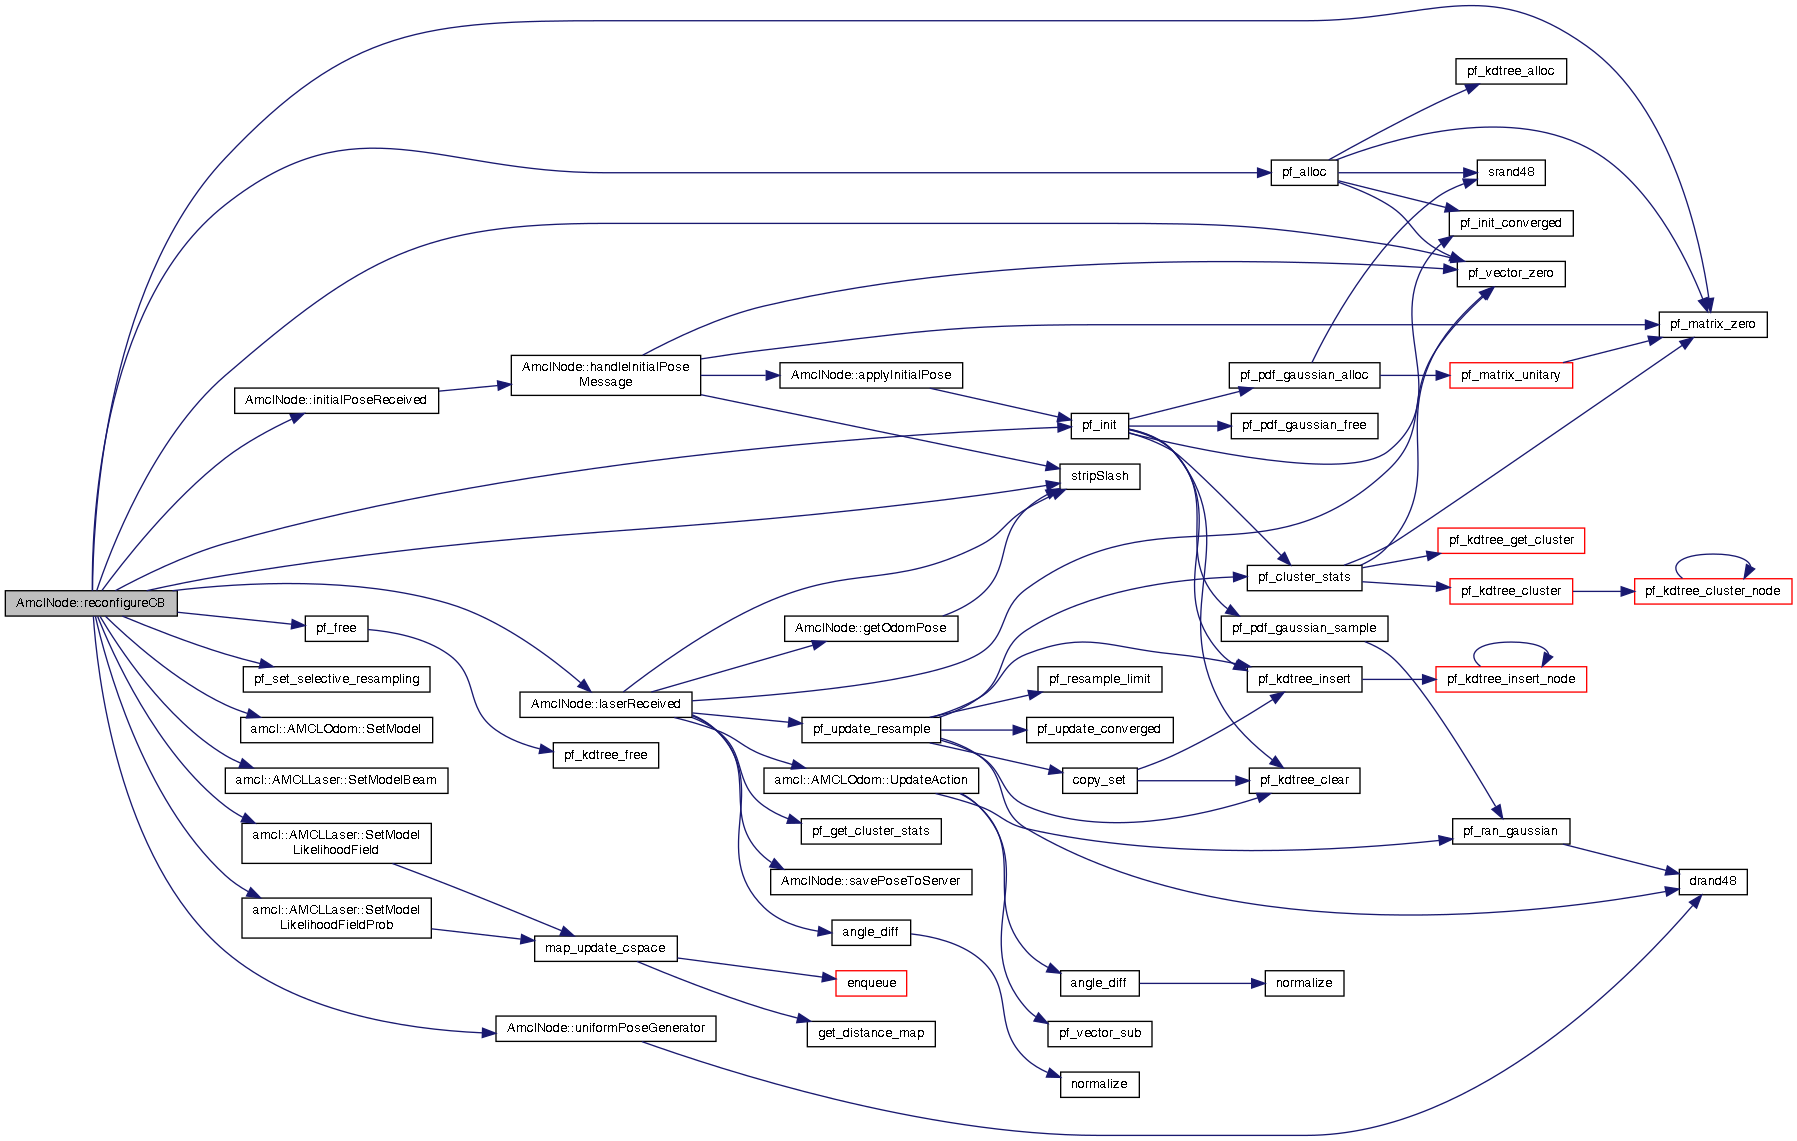 pf_kdtree_alloc
pf_alloc
srand48
pf_init_converged
pf_vector_zero
pf_matrix_zero
AmclNode::handleInitialPose
Message
AmclNode::applyInitialPose
pf_pdf_gaussian_alloc
pf_matrix_unitary
AmclNode::initialPoseReceived
pf_init
pf_pdf_gaussian_free
stripSlash
pf_kdtree_get_cluster
pf_cluster_stats
pf_kdtree_cluster
pf_kdtree_cluster_node
AmclNode::reconfigureCB
pf_free
AmclNode::getOdomPose
pf_pdf_gaussian_sample
pf_set_selective_resampling
pf_resample_limit
pf_kdtree_insert
pf_kdtree_insert_node
AmclNode::laserReceived
amcl::AMCLOdom::SetModel
pf_update_resample
pf_update_converged
pf_kdtree_free
amcl::AMCLLaser::SetModelBeam
amcl::AMCLOdom::UpdateAction
copy_set
pf_kdtree_clear
amcl::AMCLLaser::SetModel
LikelihoodField
pf_get_cluster_stats
pf_ran_gaussian
AmclNode::savePoseToServer
drand48
amcl::AMCLLaser::SetModel
LikelihoodFieldProb
angle_diff
map_update_cspace
enqueue
angle_diff
normalize
AmclNode::uniformPoseGenerator
get_distance_map
pf_vector_sub
normalize